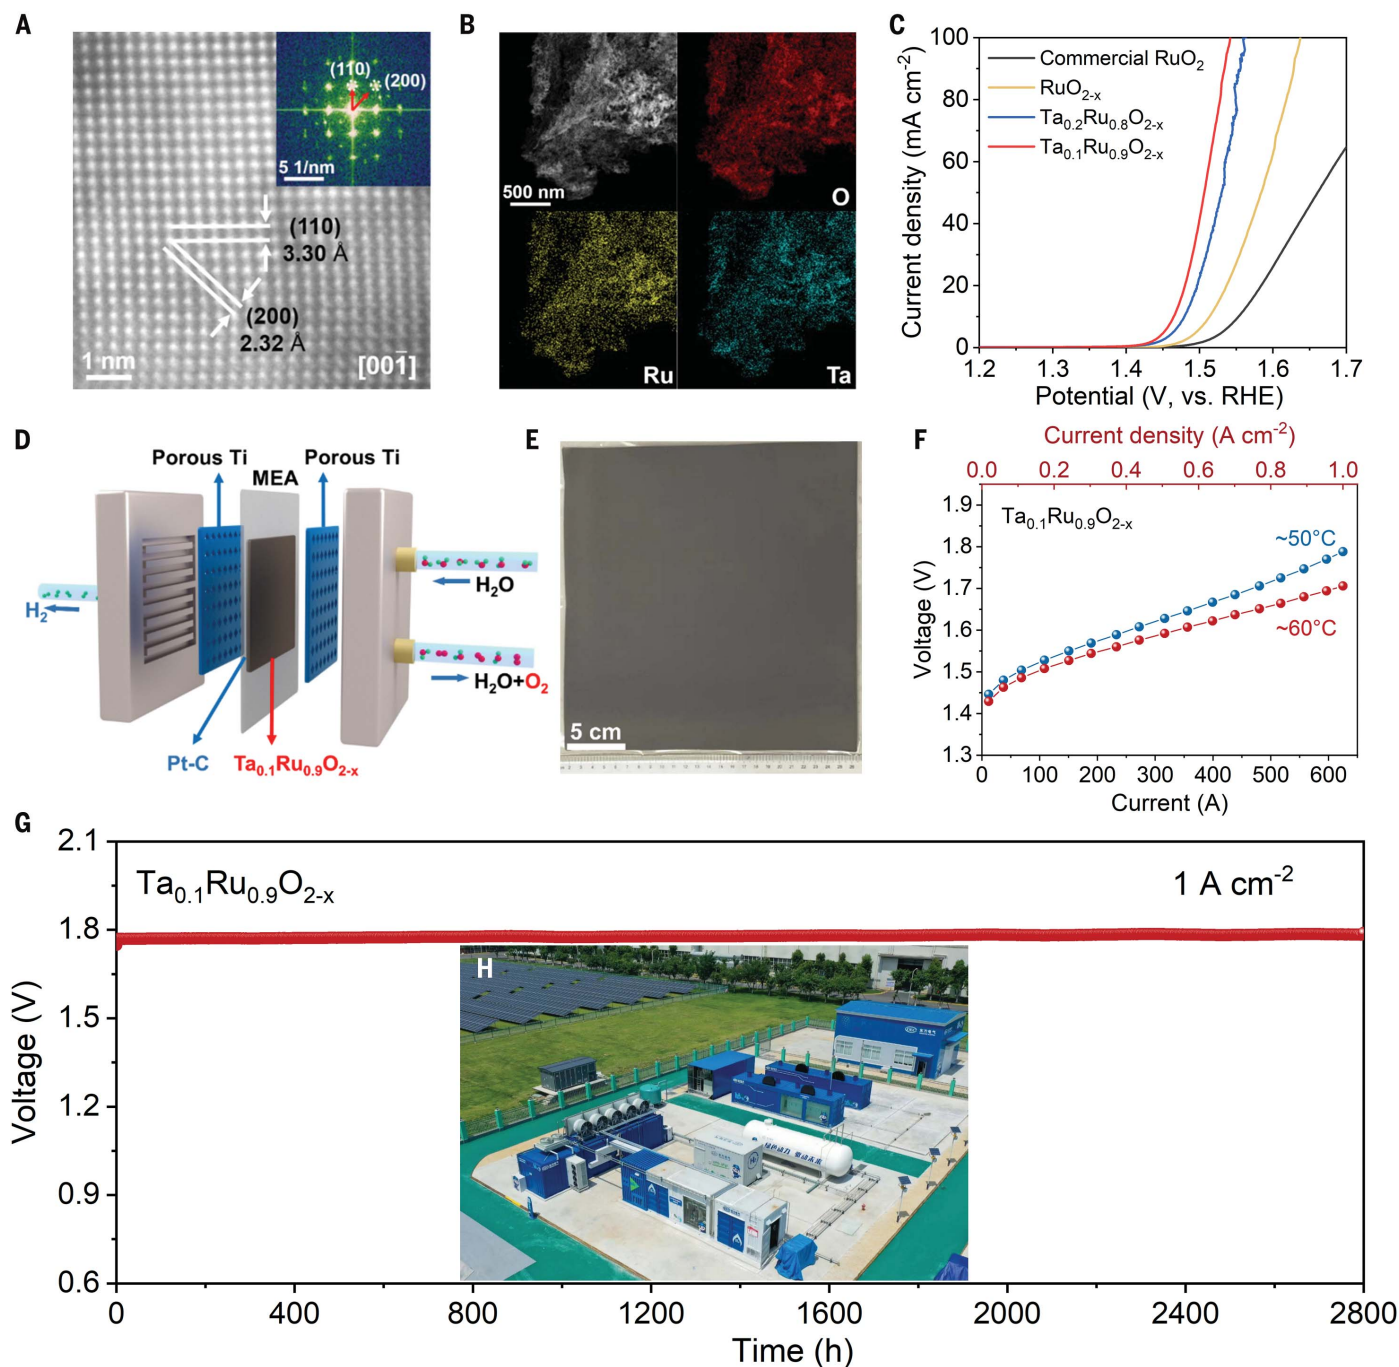 A
(110)
(200)
5 1/nm
(110)
3.30 Å
(200)
2.32 Å
1 nm
[001̄]
B
500 nm
O
Ru
Ta
C
Current density (mA cm⁻²)
100
80
60
40
20
0
Commercial RuO₂
RuO₂₋ₓ
Ta₀.₂Ru₀.₈O₂₋ₓ
Ta₀.₁Ru₀.₉O₂₋ₓ
1.2 1.3 1.4 1.5 1.6 1.7
Potential (V, vs. RHE)
D
Porous Ti
MEA
Porous Ti
H₂
H₂O
H₂O+O₂
Pt-C
Ta₀.₁Ru₀.₉O₂₋ₓ
E
5 cm
F
Current density (A cm⁻²)
0.0 0.2 0.4 0.6 0.8 1.0
Voltage (V)
1.9
1.8
1.7
1.6
1.5
1.4
1.3
Ta₀.₁Ru₀.₉O₂₋ₓ
~50°C
~60°C
0 100 200 300 400 500 600
Current (A)
G
Voltage (V)
2.1
1.8
1.5
1.2
0.9
0.6
Ta₀.₁Ru₀.₉O₂₋ₓ
1 A cm⁻²
H
0 400 800 1200 1600 2000 2400 2800
Time (h)